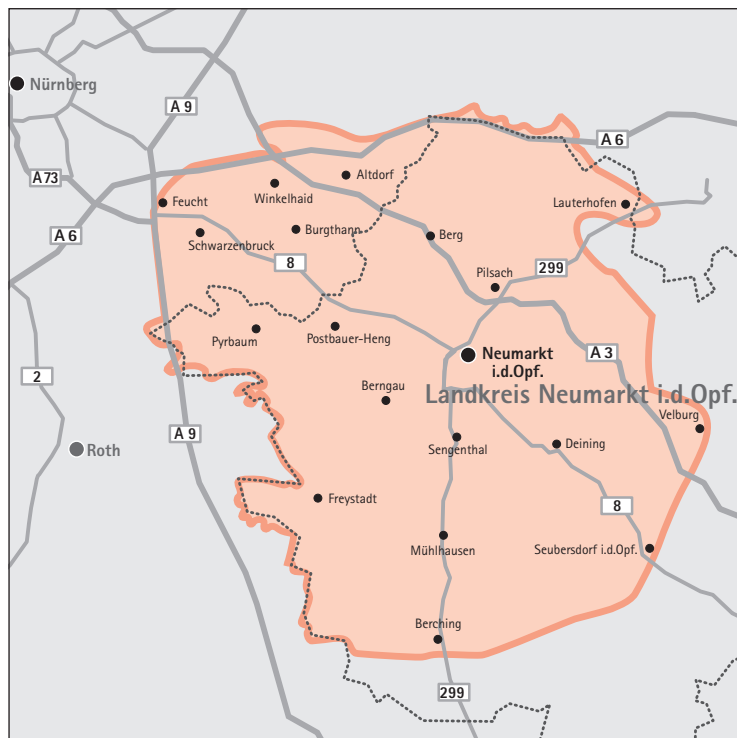 Nürnberg
A 9
A 6
A73
Altdorf
Winkelhaid
Feucht
Lauterhofen
A 6
Burgthann
Schwarzenbruck
Berg
8
299
Pilsach
Pyrbaum
Postbauer-Heng
Neumarkt
i.d.Opf.
A 3
2
Berngau
Landkreis Neumarkt i.d.Opf.
Velburg
A 9
Roth
Sengenthal
Deining
Freystadt
8
Mühlhausen
Seubersdorf i.d.Opf.
Berching
299